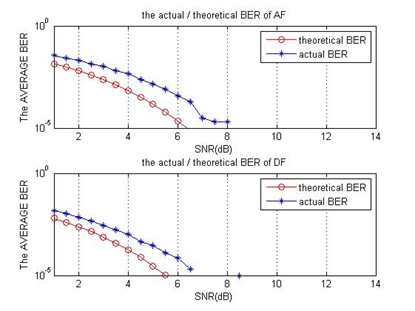 the actual / theoretical BER of AF
10^0
10^-5
The AVERAGE BER
theoretical BER
actual BER
2 4 6 8 10 12 14
SNR(dB)
the actual / theoretical BER of DF
10^0
10^-5
The AVERAGE BER
theoretical BER
actual BER
2 4 6 8 10 12 14
SNR(dB)